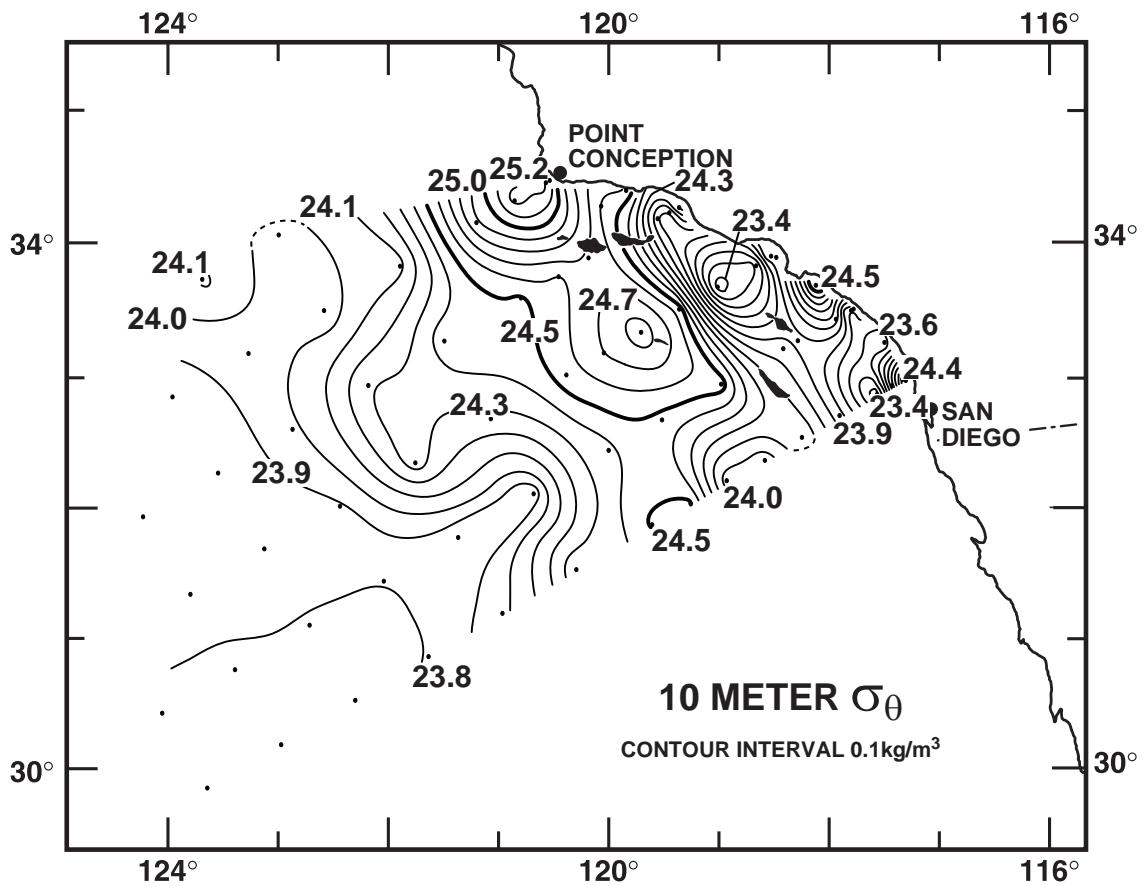 124° 120° 116°
POINT
CONCEPTION
25.2
25.0
24.3
24.1
23.4
34° 34°
24.1
24.5
24.7
24.0
24.5
23.6
24.4
24.3
23.4
SAN
DIEGO
23.9
23.9
24.0
24.5
23.8
10 METER σθ
CONTOUR INTERVAL 0.1kg/m³
30° 30°
124° 120° 116°